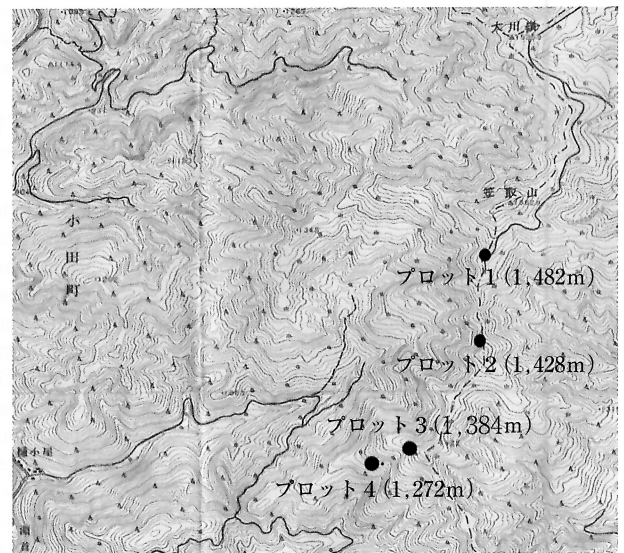 大川嶺
笠取山
小田町
プロット1(1,482m)
プロット2(1,428m)
プロット3(1,384m)
プロット4(1,272m)